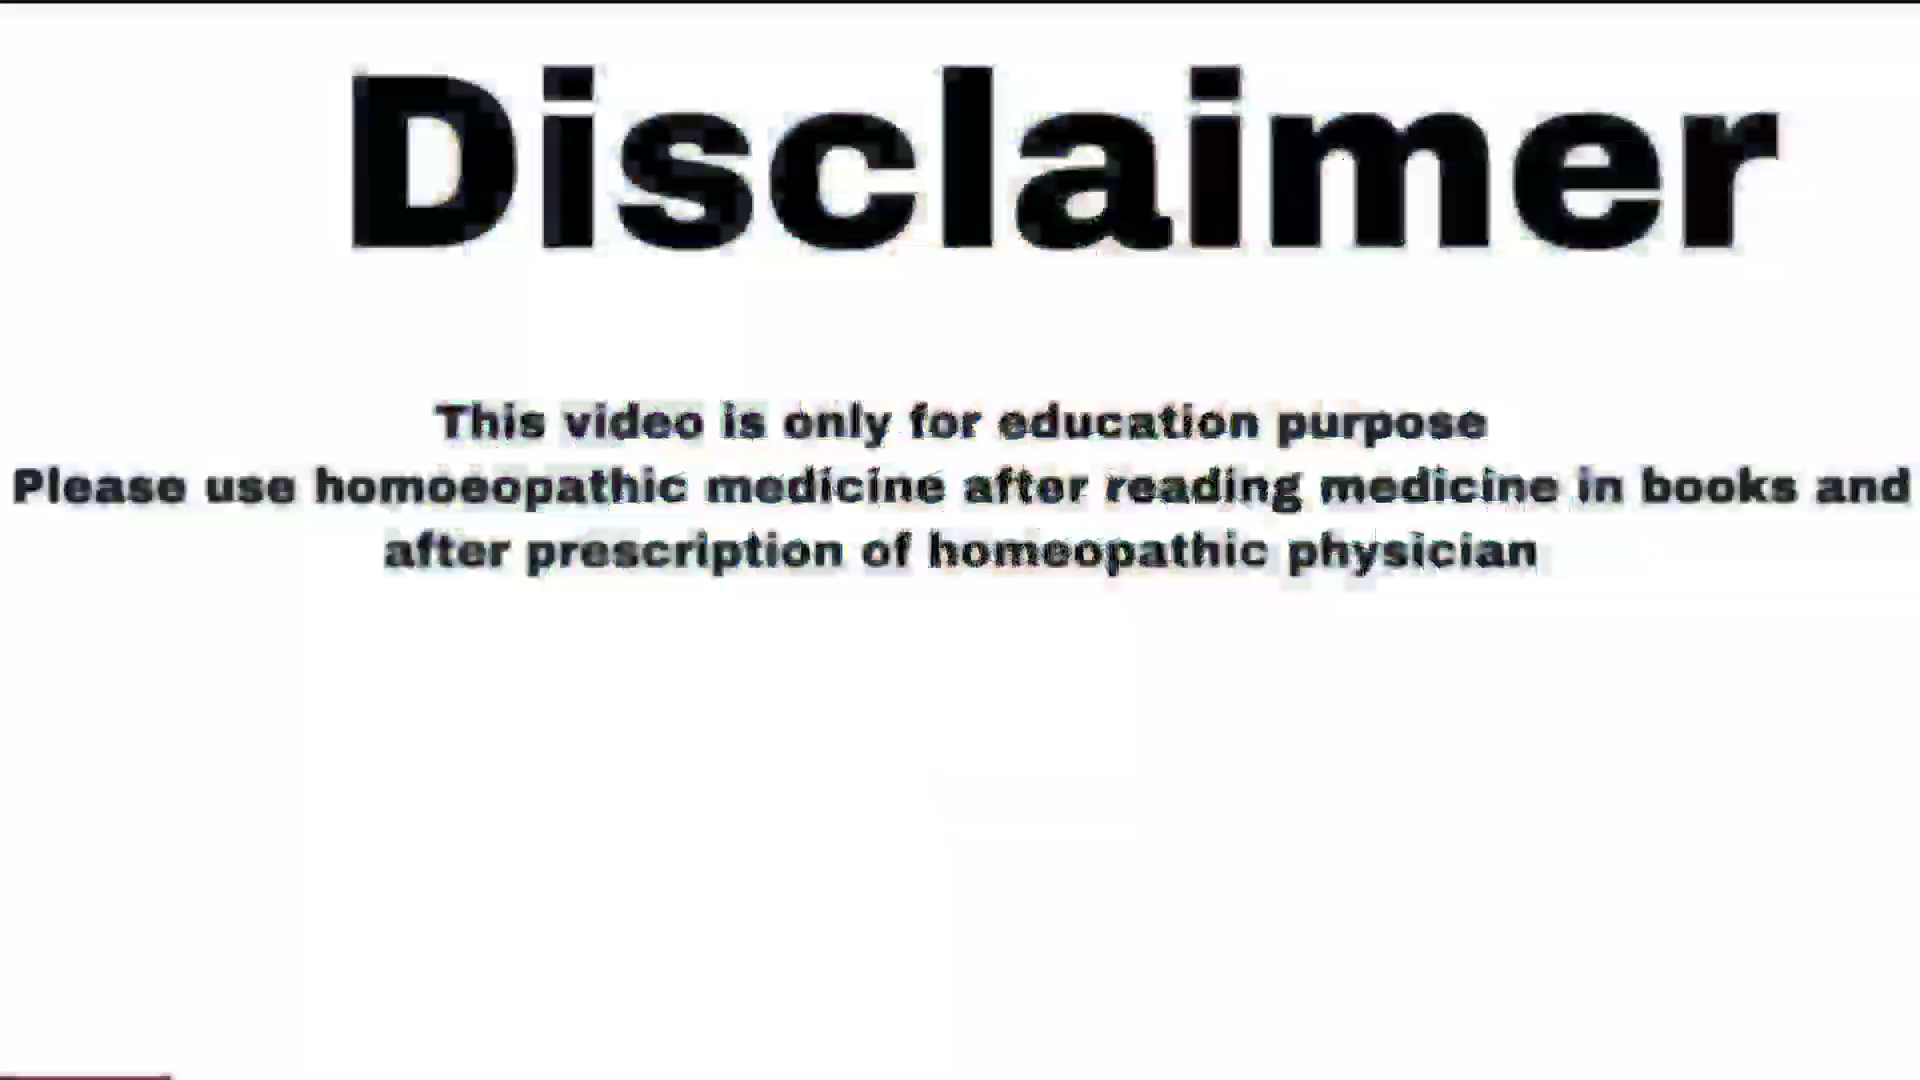 Disclaimer
This video is only for education purpose
Please use homoeopathic medicine after reading medicine in books and
after prescription of homeopathic physician